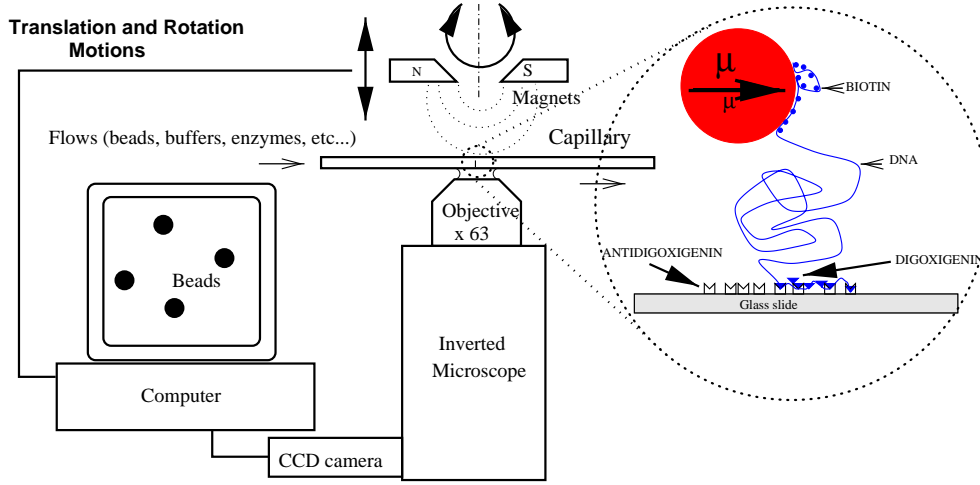 Translation and Rotation
Motions
N
S
Magnets
μ
μ
BIOTIN
Flows (beads, buffers, enzymes, etc...)
Capillary
DNA
Objective
x 63
ANTIDIGOXIGENIN
DIGOXIGENIN
Beads
Glass slide
Inverted
Microscope
Computer
CCD camera